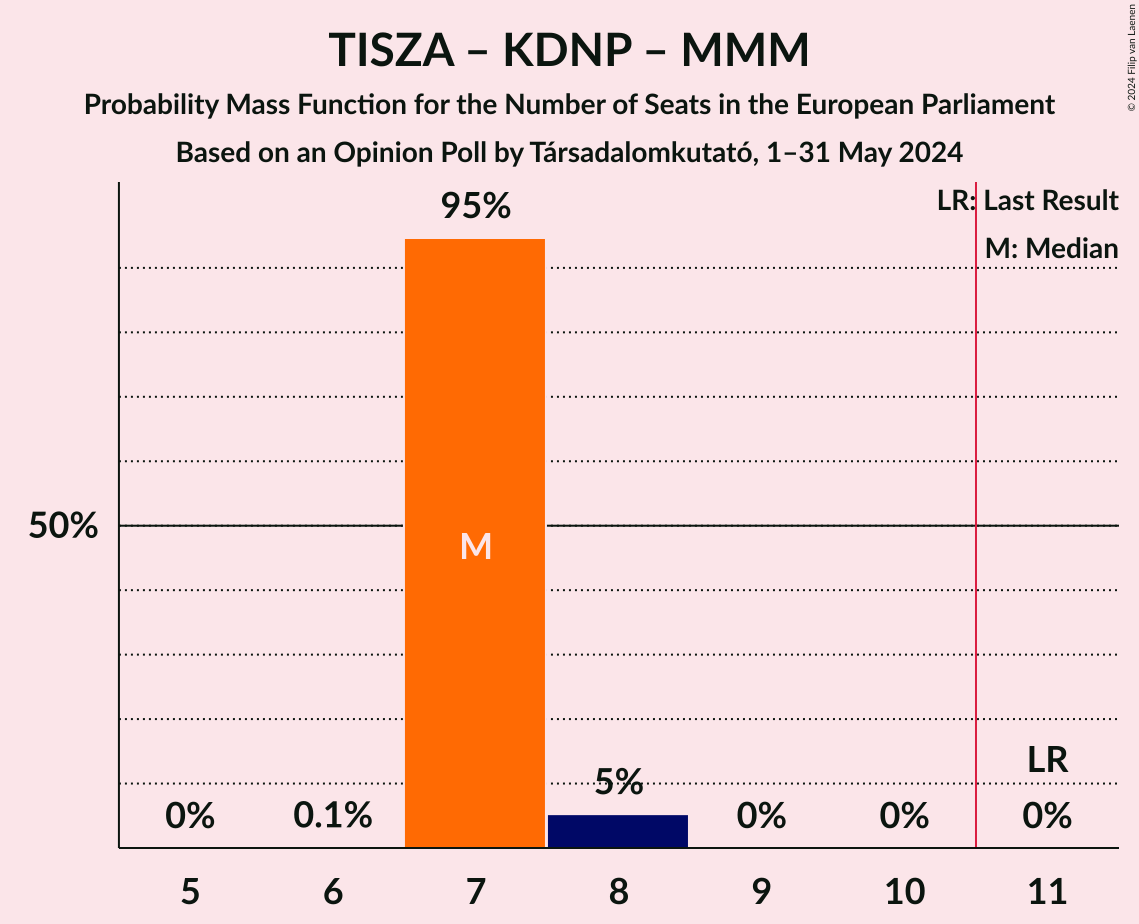 TISZA – KDNP – MMM
Probability Mass Function for the Number of Seats in the European Parliament
Based on an Opinion Poll by Társadalomkutató, 1–31 May 2024
© 2024 Filip van Laenen
LR: Last Result
M: Median
95%
50%
M
LR
5%
0%
0.1%
0%
0%
0%
5
6
7
8
9
10
11